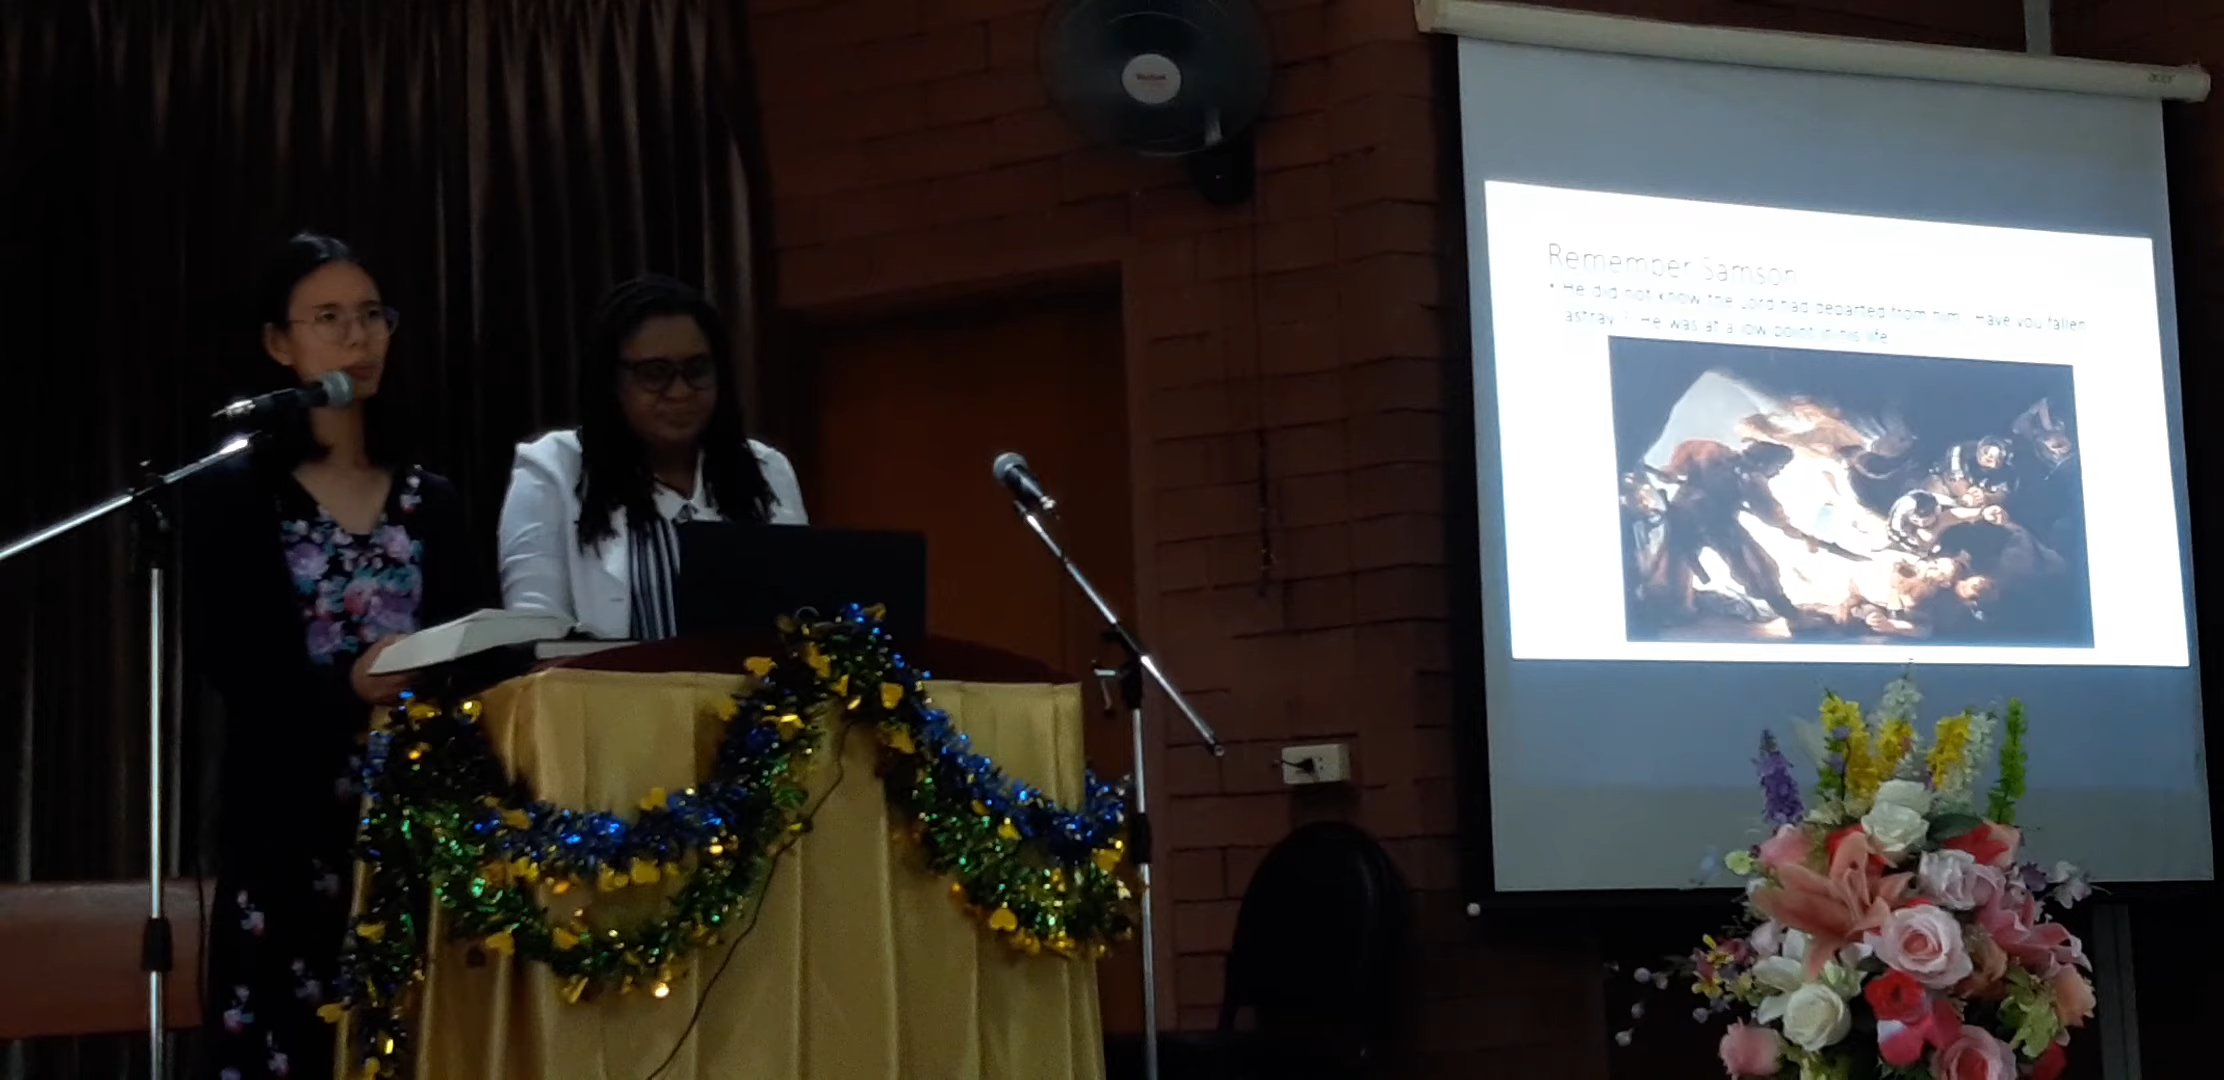 acer
Remember Samson
• He did not know the Lord had departed from him. Have you fallen
astray? He was at a low point in his life